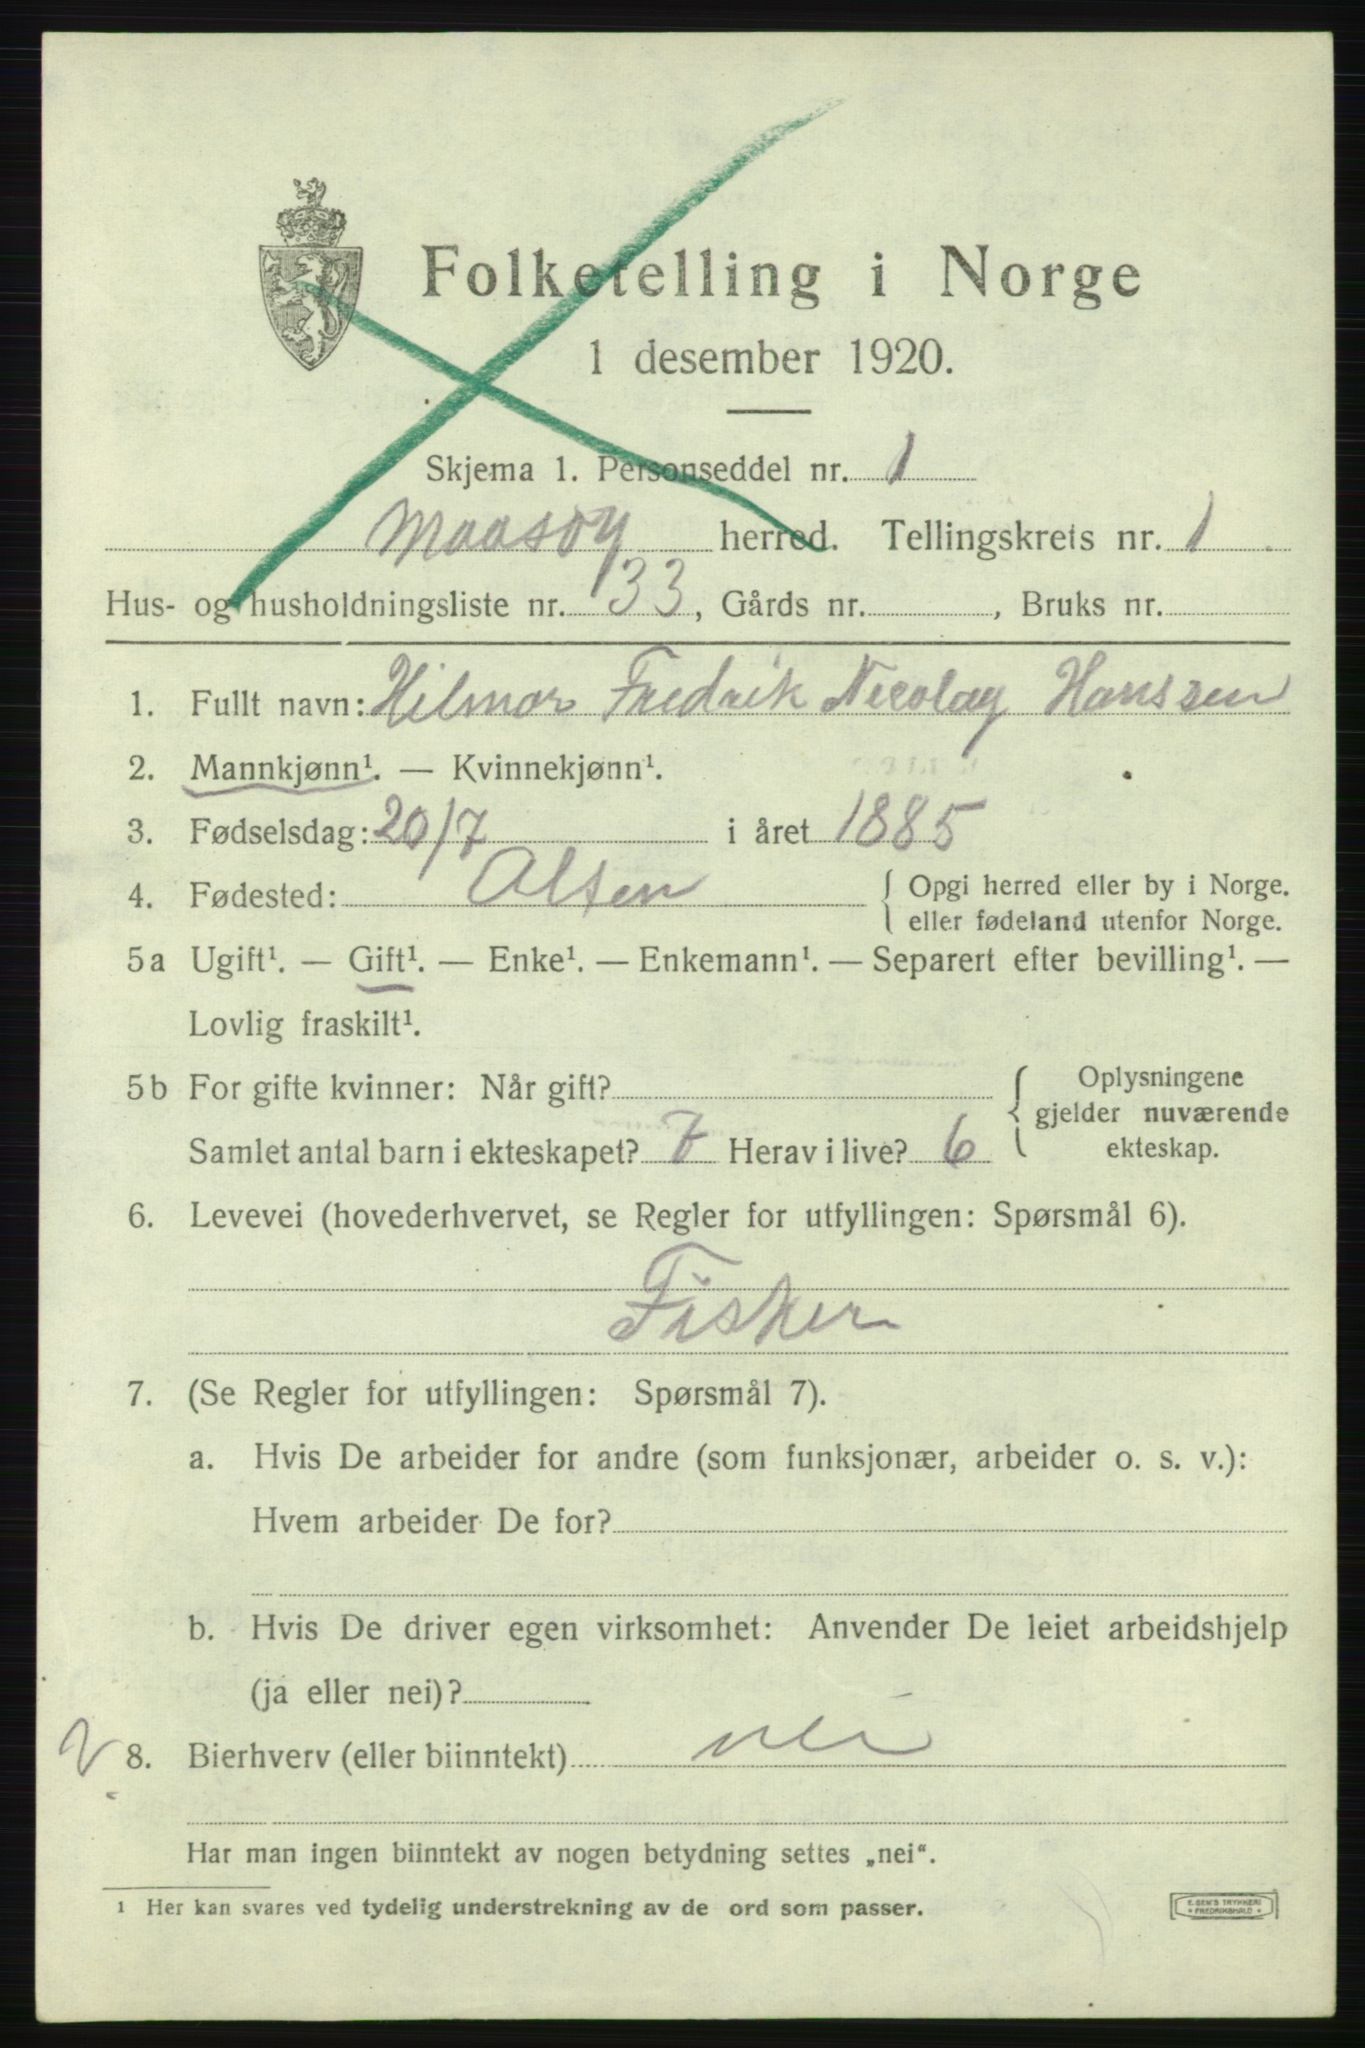 Folketelling i Norge
1 desember 1920.
Skjema 1. Personseddel nr. 1
Maasøy herred. Tellingskrets nr. 1
Hus- og husholdningsliste nr. 33, Gårds nr. , Bruks nr.
1. Fullt navn: Hilmar Fredrik Nicolay Hanssen
2. Mannkjønn¹. — Kvinnekjønn¹.
3. Fødselsdag: 20/7 i året 1885
4. Fødested: Alten { Opgi herred eller by i Norge.
eller fødeland utenfor Norge.
5a Ugift¹. — Gift¹. — Enke¹. — Enkemann¹. — Separert efter bevilling¹. —
Lovlig fraskilt¹.
5b For gifte kvinner: Når gift?
Samlet antal barn i ekteskapet? 7 Herav i live? 6
Oplysningene
gjelder nuværende
ekteskap.
6. Levevei (hovederhvervet, se Regler for utfyllingen: Spørsmål 6).
Fisker
7. (Se Regler for utfyllingen: Spørsmål 7).
a. Hvis De arbeider for andre (som funksjonær, arbeider o. s. v.):
Hvem arbeider De for?
b. Hvis De driver egen virksomhet: Anvender De leiet arbeidshjelp
(ja eller nei)?
8. Bierhverv (eller biinntekt) nei
Har man ingen biinntekt av nogen betydning settes „nei“.
¹ Her kan svares ved tydelig understrekning av de ord som passer.
E. SEM'S TRYKKERI
FREDRIKSHALD